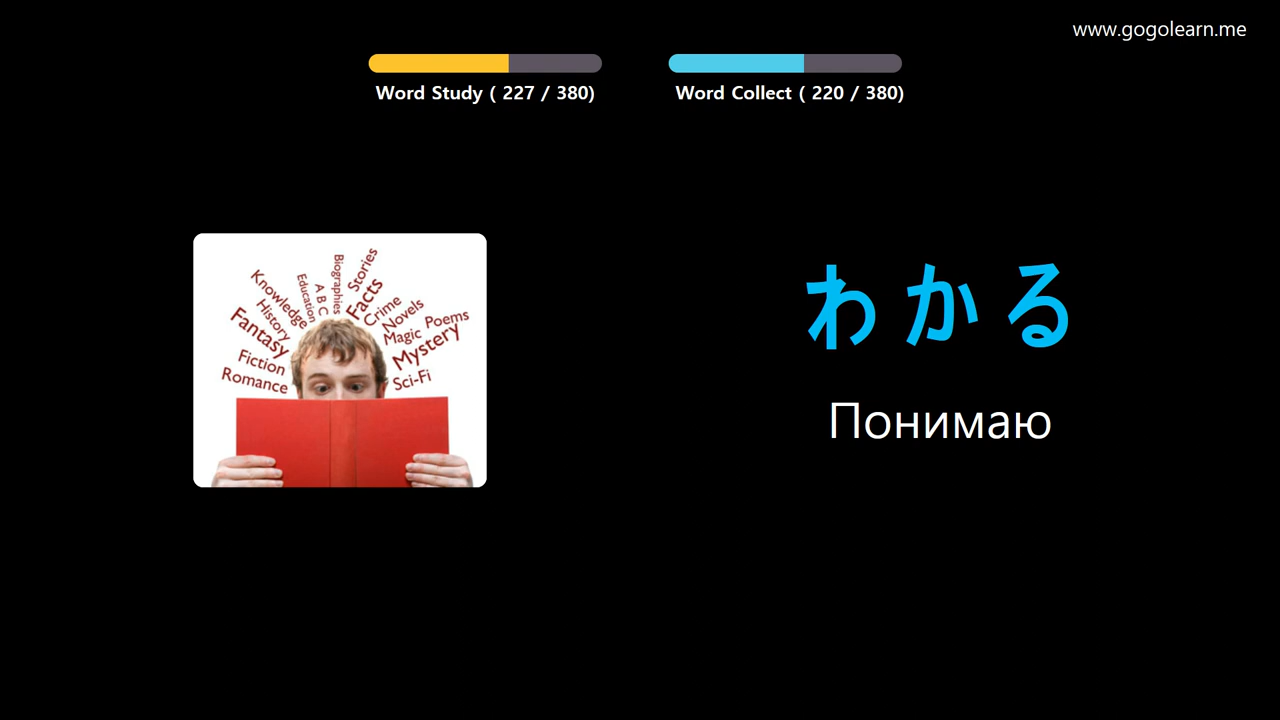 www.gogolearn.me
Word Study ( 227 / 380)
Word Collect ( 220 / 380)
わかる
Понимаю
Knowledge
History
Fantasy
Fiction
Romance
Education
A B C
Biographies
Stories
Facts
Crime
Novels
Magic
Poems
Mystery
Sci-Fi